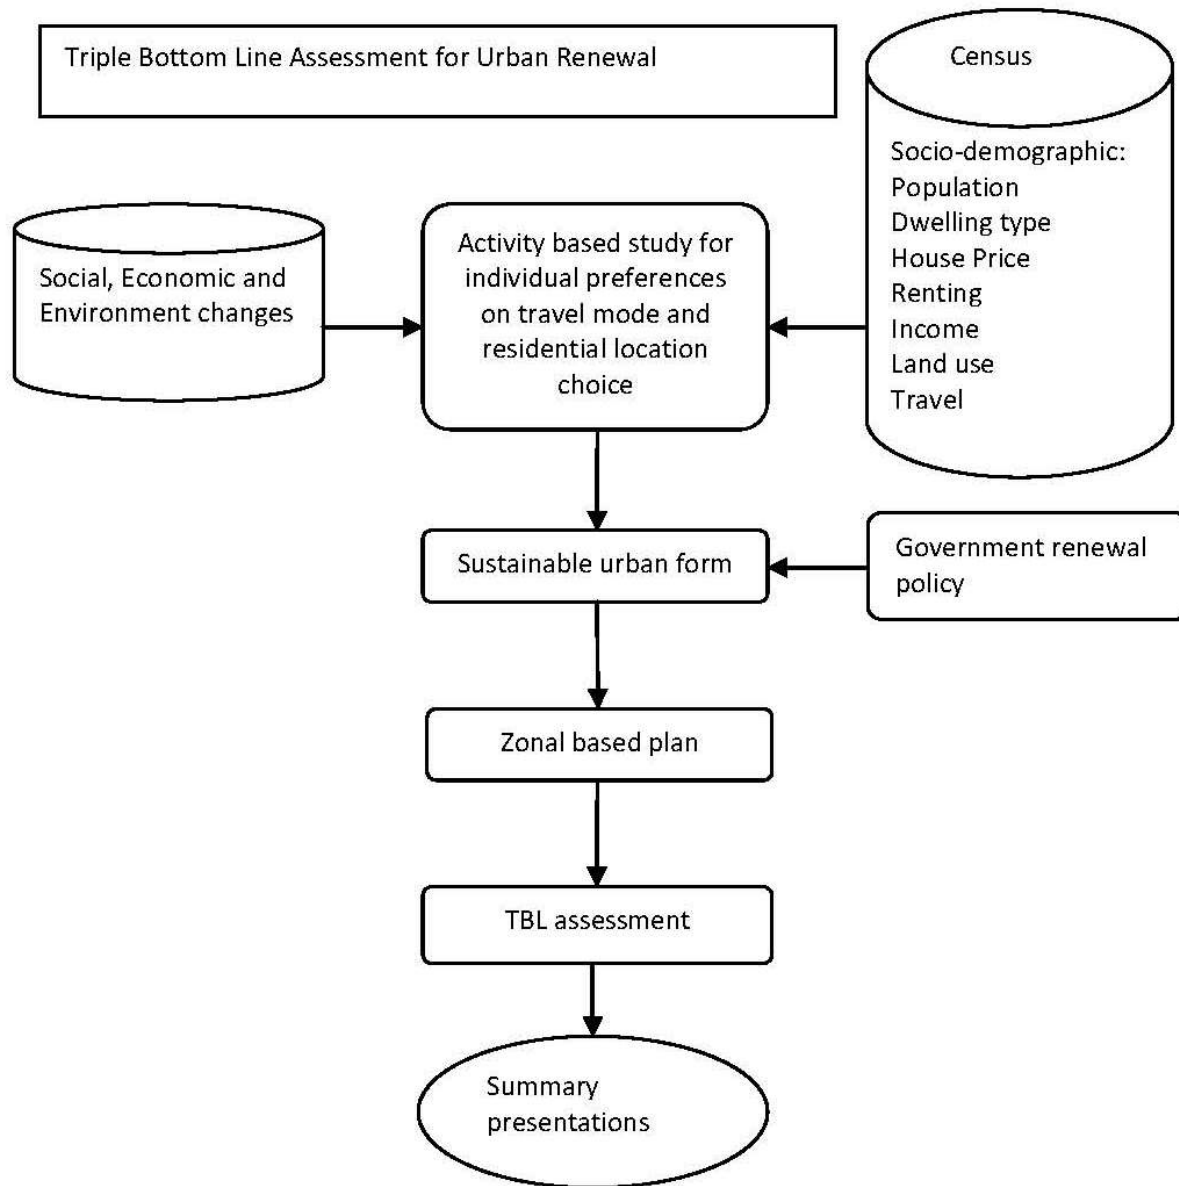 Triple Bottom Line Assessment for Urban Renewal
Census
Socio-demographic:
Population
Dwelling type
House Price
Renting
Income
Land use
Travel
Social, Economic and
Environment changes
Activity based study for
individual preferences
on travel mode and
residential location
choice
Sustainable urban form
Government renewal
policy
Zonal based plan
TBL assessment
Summary
presentations